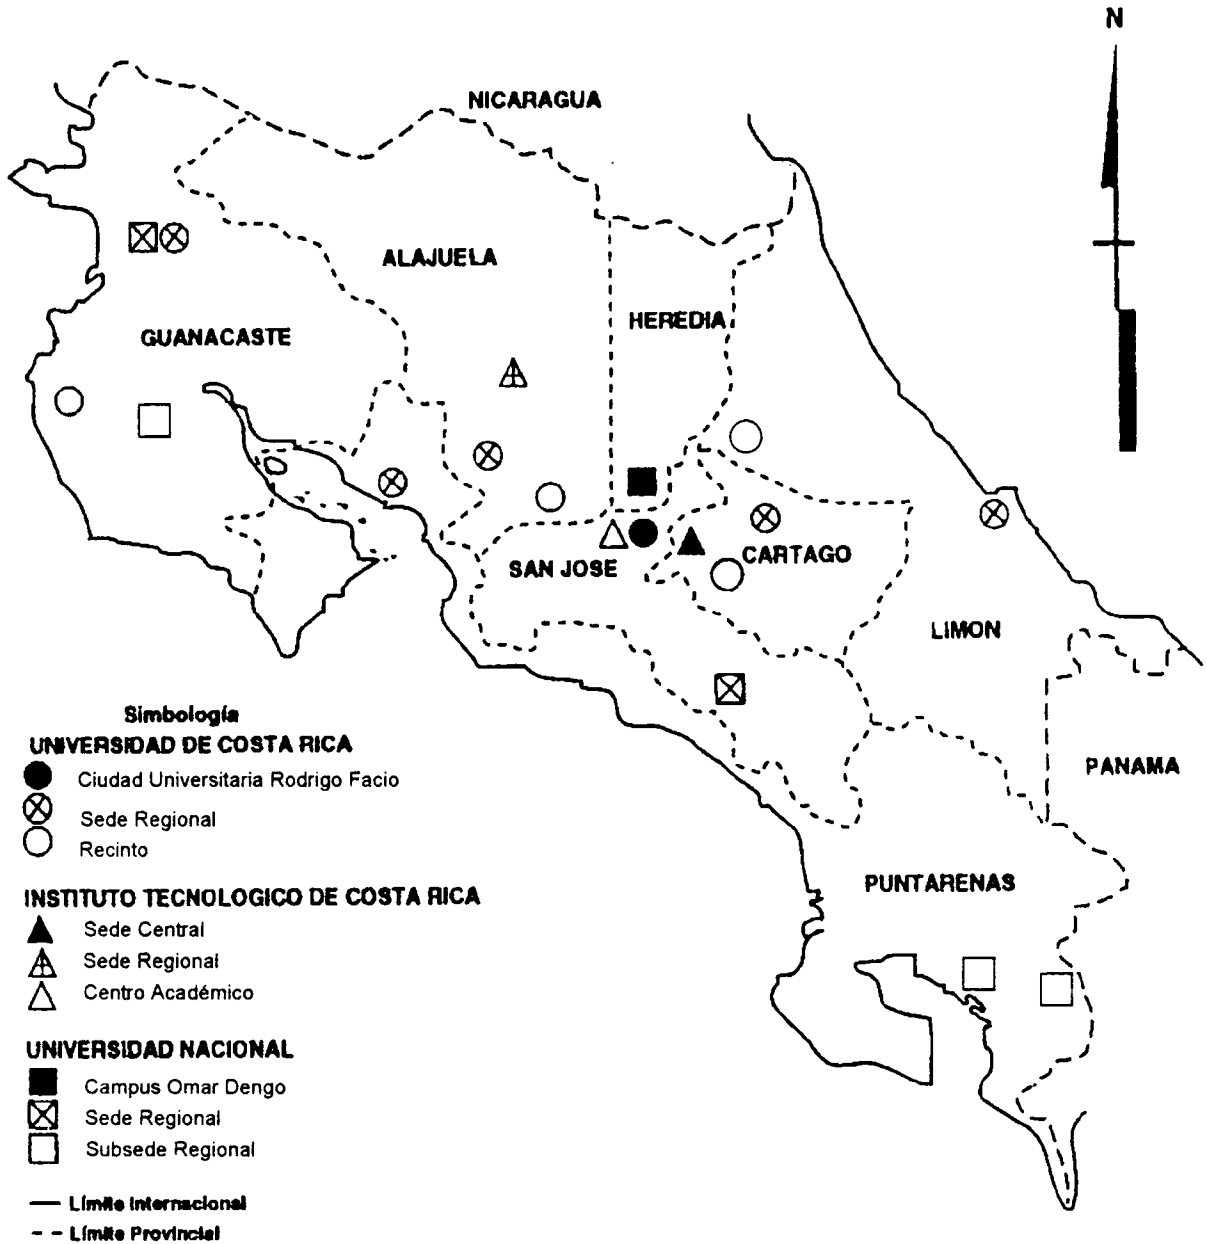 N
NICARAGUA
ALAJUELA
HEREDIA
GUANACASTE
SAN JOSE
CARTAGO
LIMON
PANAMA
PUNTARENAS
Simbología
UNIVERSIDAD DE COSTA RICA
Ciudad Universitaria Rodrigo Facio
Sede Regional
Recinto
INSTITUTO TECNOLOGICO DE COSTA RICA
Sede Central
Sede Regional
Centro Académico
UNIVERSIDAD NACIONAL
Campus Omar Dengo
Sede Regional
Subsede Regional
Límite Internacional
Límite Provincial